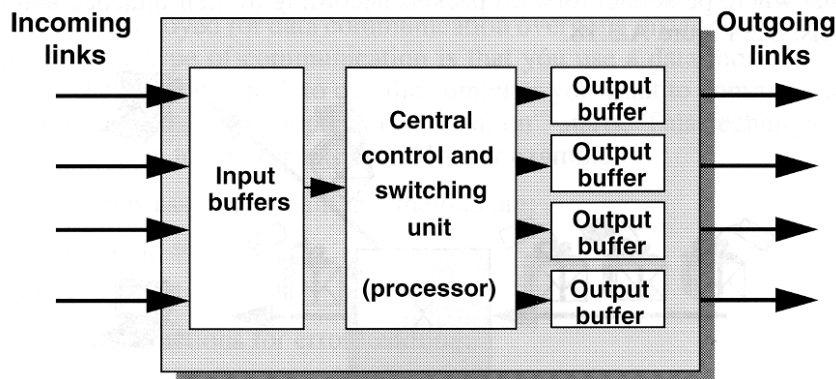 Incoming
links
Outgoing
links
Input
buffers
Central
control and
switching
unit
(processor)
Output
buffer
Output
buffer
Output
buffer
Output
buffer